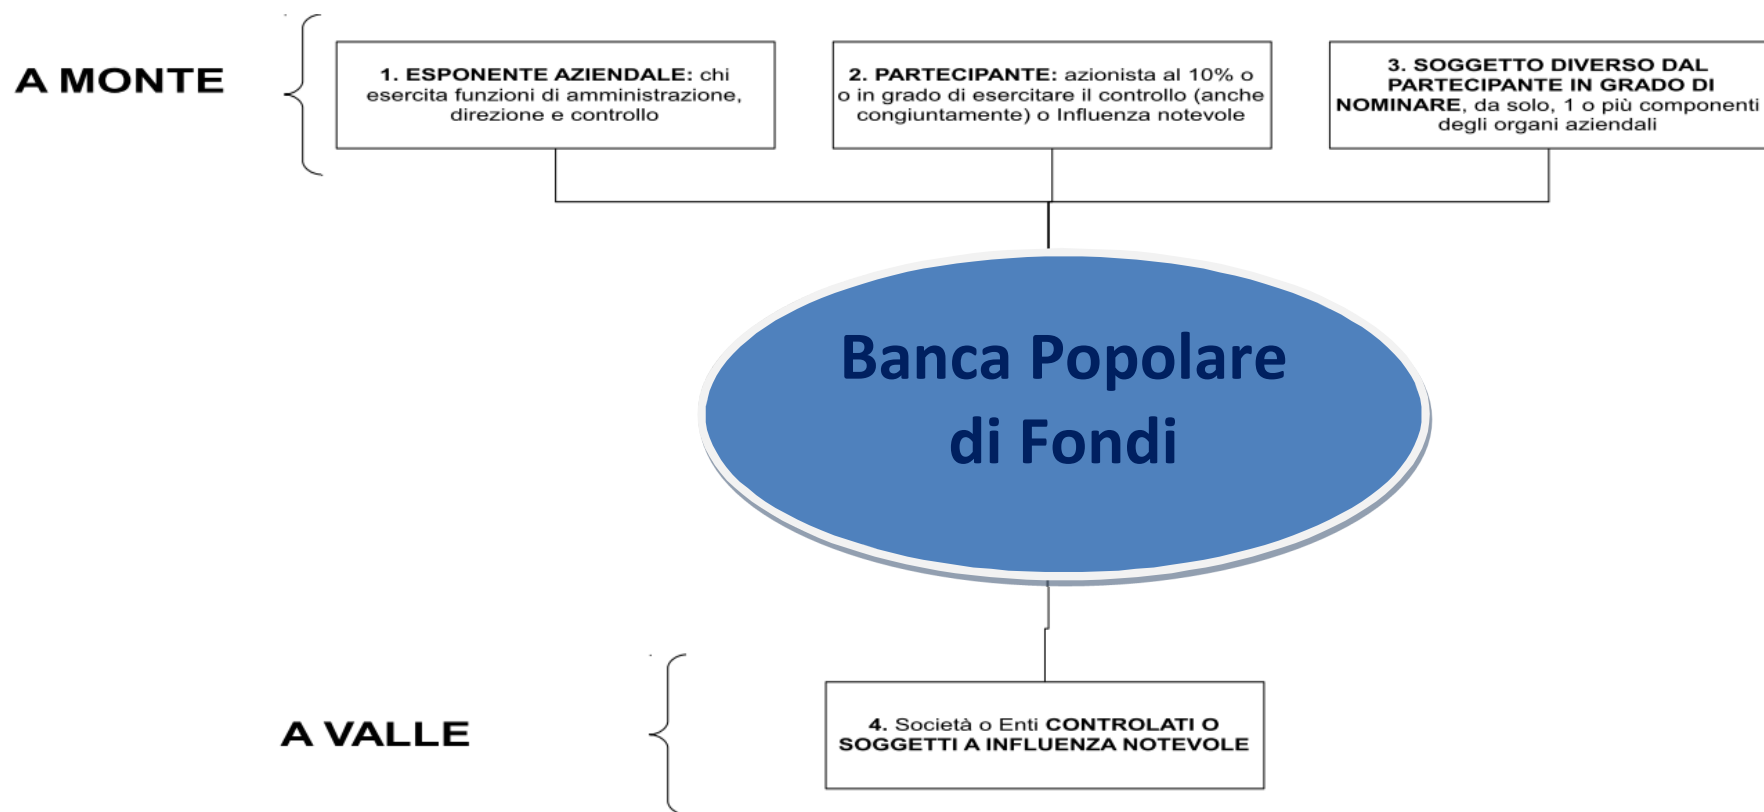 A MONTE
1. ESPONENTE AZIENDALE: chi
esercita funzioni di amministrazione,
direzione e controllo
2. PARTECIPANTE: azionista al 10% o
o in grado di esercitare il controllo (anche
congiuntamente) o Influenza notevole
3. SOGGETTO DIVERSO DAL
PARTECIPANTE IN GRADO DI
NOMINARE, da solo, 1 o più componenti
degli organi aziendali
Banca Popolare
di Fondi
A VALLE
4. Società o Enti CONTROLATI O
SOGGETTI A INFLUENZA NOTEVOLE